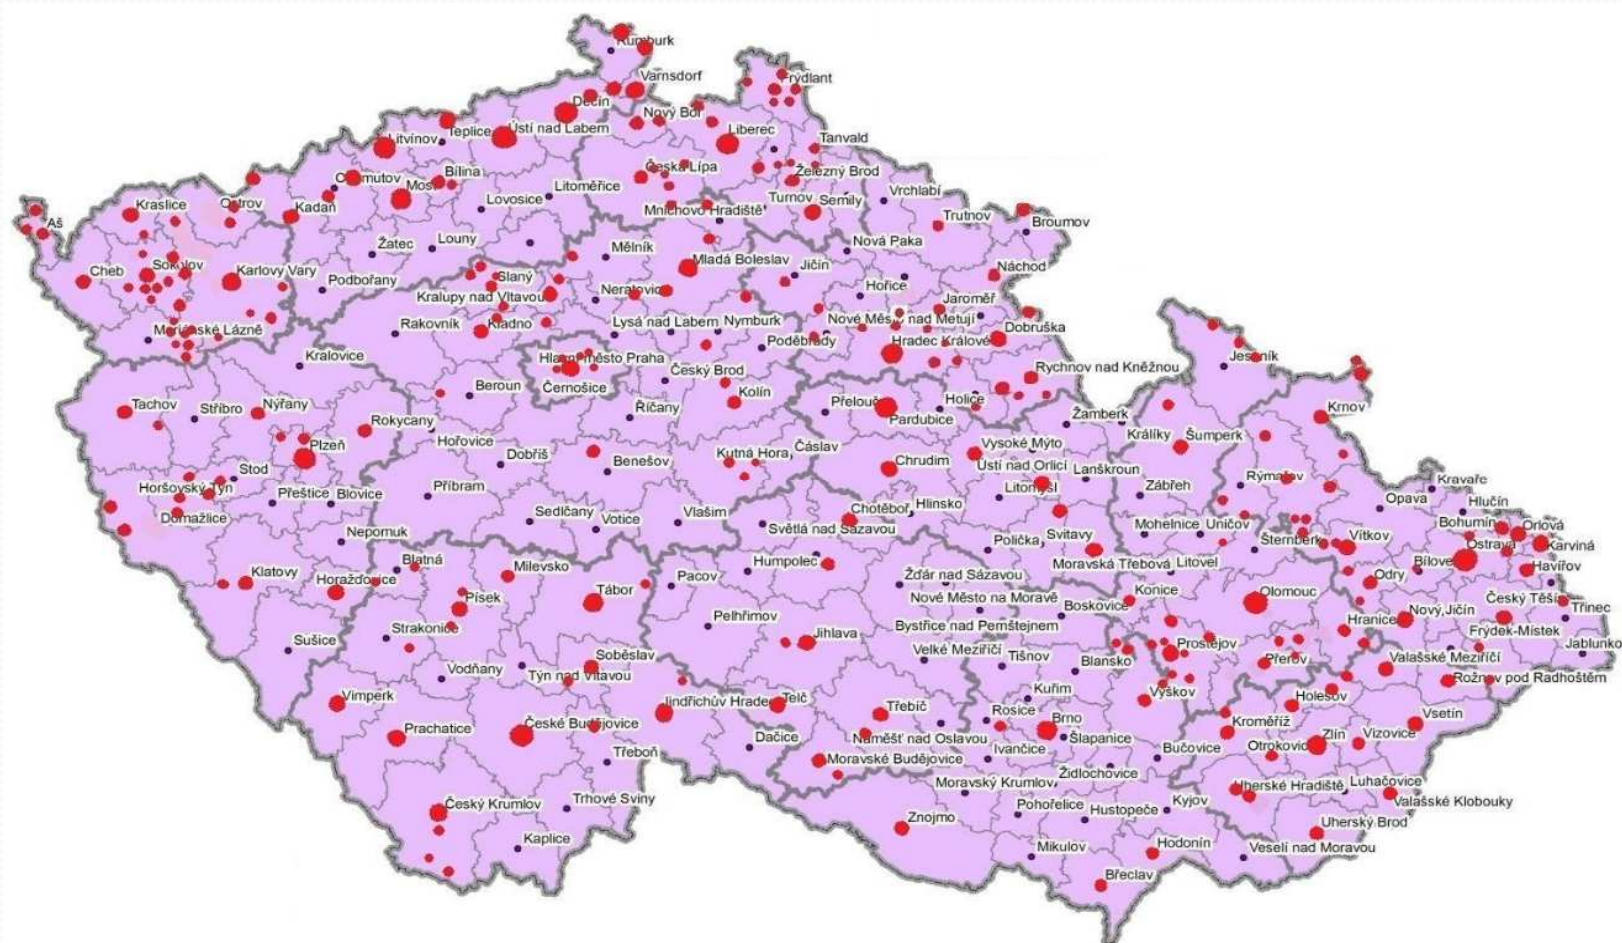 Rumburk
Varnsdorf
Frýdlant
Děčín
Nový Bor
Litvínov
Teplice
Ústí nad Labem
Liberec
Tanvald
Chomutov
Most
Bílina
Česká Lípa
Železný Brod
Litoměřice
Lovosice
Vrchlabí
Aš
Kraslice
Ostrov
Kadaň
Mnichovo Hradiště
Turnov
Semily
Trutnov
Broumov
Žatec
Louny
Mělník
Nová Paka
Cheb
Sokolov
Karlovy Vary
Podbořany
Slaný
Mladá Boleslav
Jičín
Náchod
Hořice
Kralupy nad Vltavou
Neratovice
Jaroměř
Mariánské Lázně
Rakovník
Kladno
Lysá nad Labem
Nymburk
Nové Město nad Metují
Dobruška
Poděbrady
Hradec Králové
Kralovice
Hlavní město Praha
Jeseník
Černošice
Český Brod
Rychnov nad Kněžnou
Beroun
Kolín
Tachov
Stříbro
Nýřany
Rokycany
Říčany
Přelouč
Holice
Pardubice
Žamberk
Krnov
Plzeň
Hořovice
Dobříš
Benešov
Kutná Hora
Čáslav
Vysoké Mýto
Králíky
Šumperk
Chrudim
Ústí nad Orlicí
Lanškroun
Stod
Horšovský Týn
Přeštice
Blovice
Příbram
Litomyšl
Zábřeh
Rýmařov
Kravaře
Opava
Hlučín
Domažlice
Sedlčany
Votice
Vlašim
Chotěboř
Hlinsko
Světlá nad Sázavou
Mohelnice
Uničov
Bohumín
Orlová
Nepomuk
Polička
Svitavy
Šternberk
Vítkov
Ostrava
Karviná
Blatná
Milevsko
Humpolec
Moravská Třebová
Litovel
Bílovec
Havířov
Klatovy
Horažďovice
Tábor
Pacov
Žďár nad Sázavou
Konice
Olomouc
Odry
Písek
Nové Město na Moravě
Boskovice
Český Těšín
Třinec
Pelhřimov
Bystřice nad Pernštejnem
Hranice
Nový Jičín
Strakonice
Jihlava
Frýdek-Místek
Sušice
Prostějov
Jablunko
Soběslav
Velké Meziříčí
Tišnov
Blansko
Přerov
Valašské Meziříčí
Vodňany
Týn nad Vltavou
Rožnov pod Radhoštěm
Vimperk
Jindřichův Hradec
Telč
Kuřim
Vyškov
Holešov
Třebíč
Rosice
Brno
Kroměříž
Vsetín
Prachatice
České Budějovice
Dačice
Náměšť nad Oslavou
Šlapanice
Zlín
Vizovice
Ivančice
Bučovice
Otrokovice
Třeboň
Moravské Budějovice
Židlochovice
Moravský Krumlov
Uherské Hradiště
Luhačovice
Český Krumlov
Trhové Sviny
Pohořelice
Hustopeče
Kyjov
Valašské Klobouky
Znojmo
Uherský Brod
Kaplice
Mikulov
Hodonín
Veselí nad Moravou
Břeclav